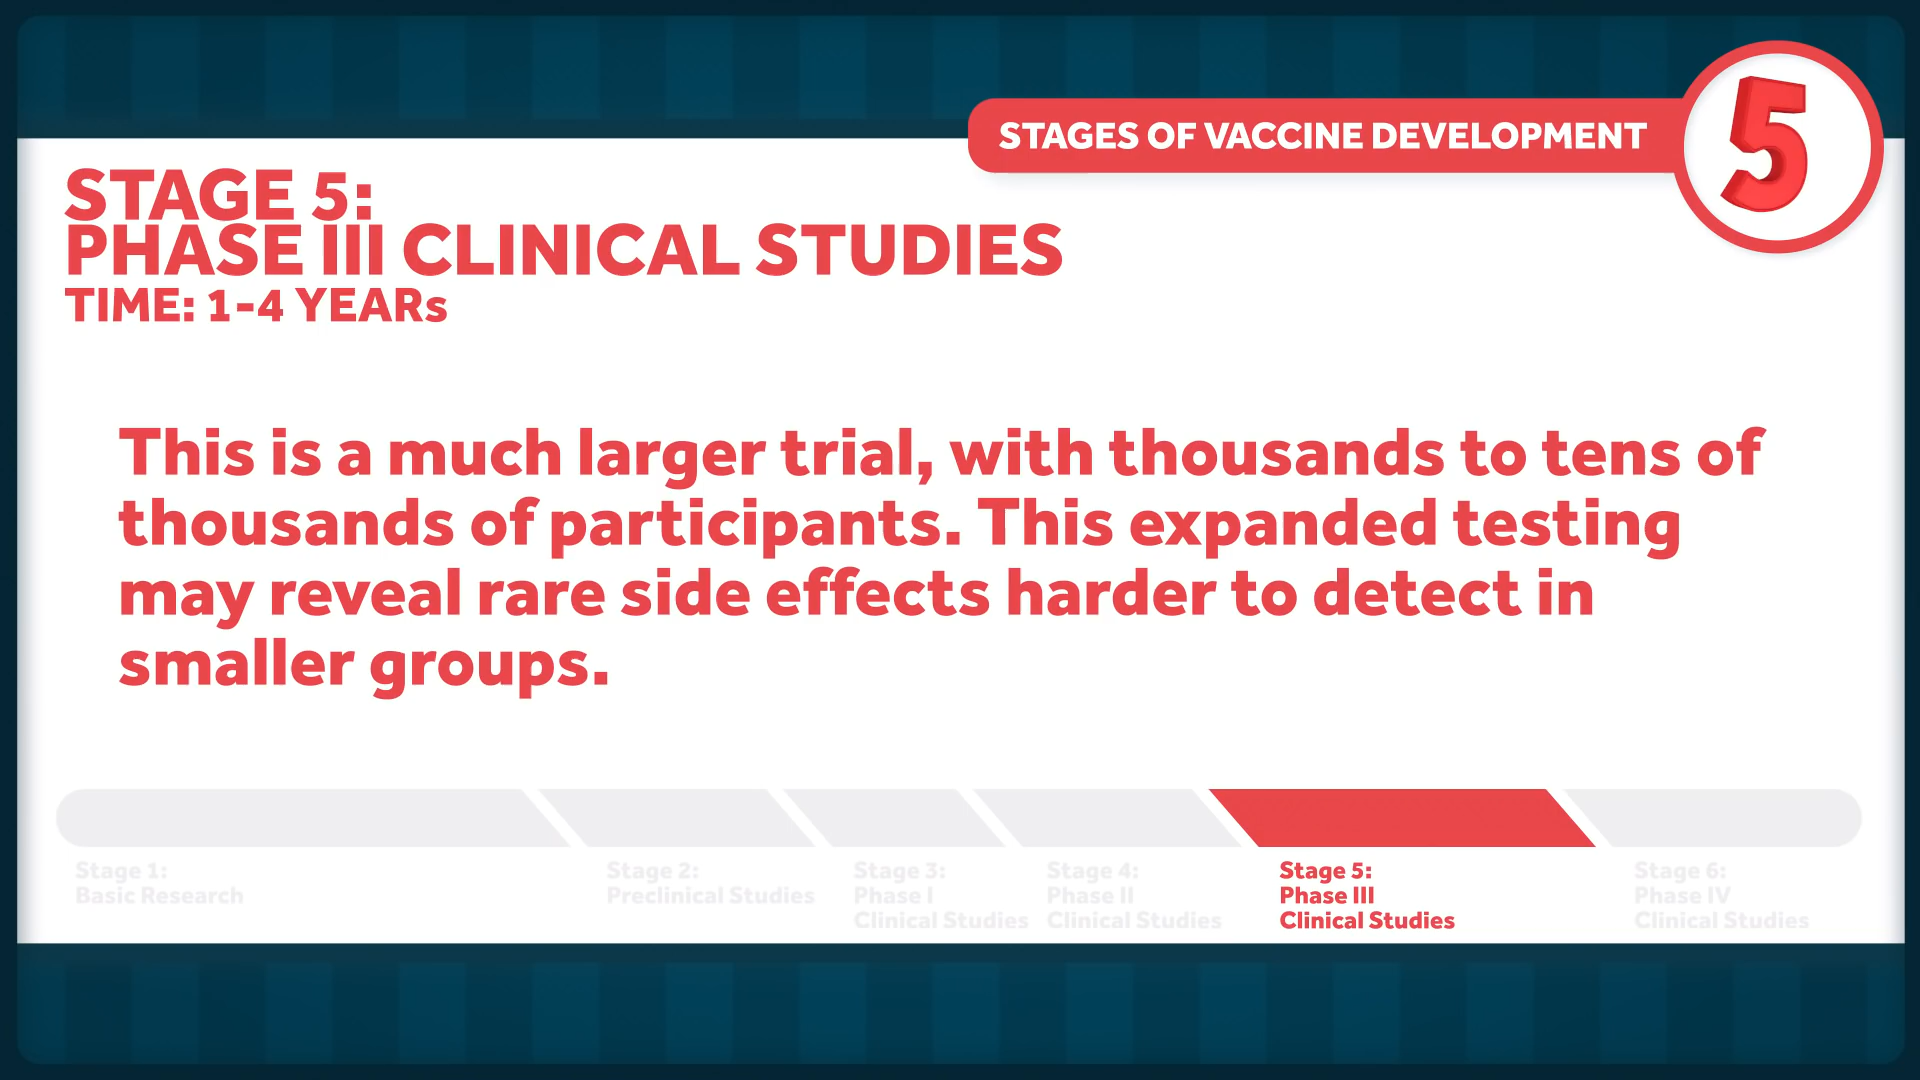 STAGES OF VACCINE DEVELOPMENT
5
STAGE 5:
PHASE III CLINICAL STUDIES
TIME: 1-4 YEARs
This is a much larger trial, with thousands to tens of
thousands of participants. This expanded testing
may reveal rare side effects harder to detect in
smaller groups.
Stage 1:
Basic Research
Stage 2:
Preclinical Studies
Stage 3:
Phase I
Clinical Studies
Stage 4:
Phase II
Clinical Studies
Stage 5:
Phase III
Clinical Studies
Stage 6:
Phase IV
Clinical Studies